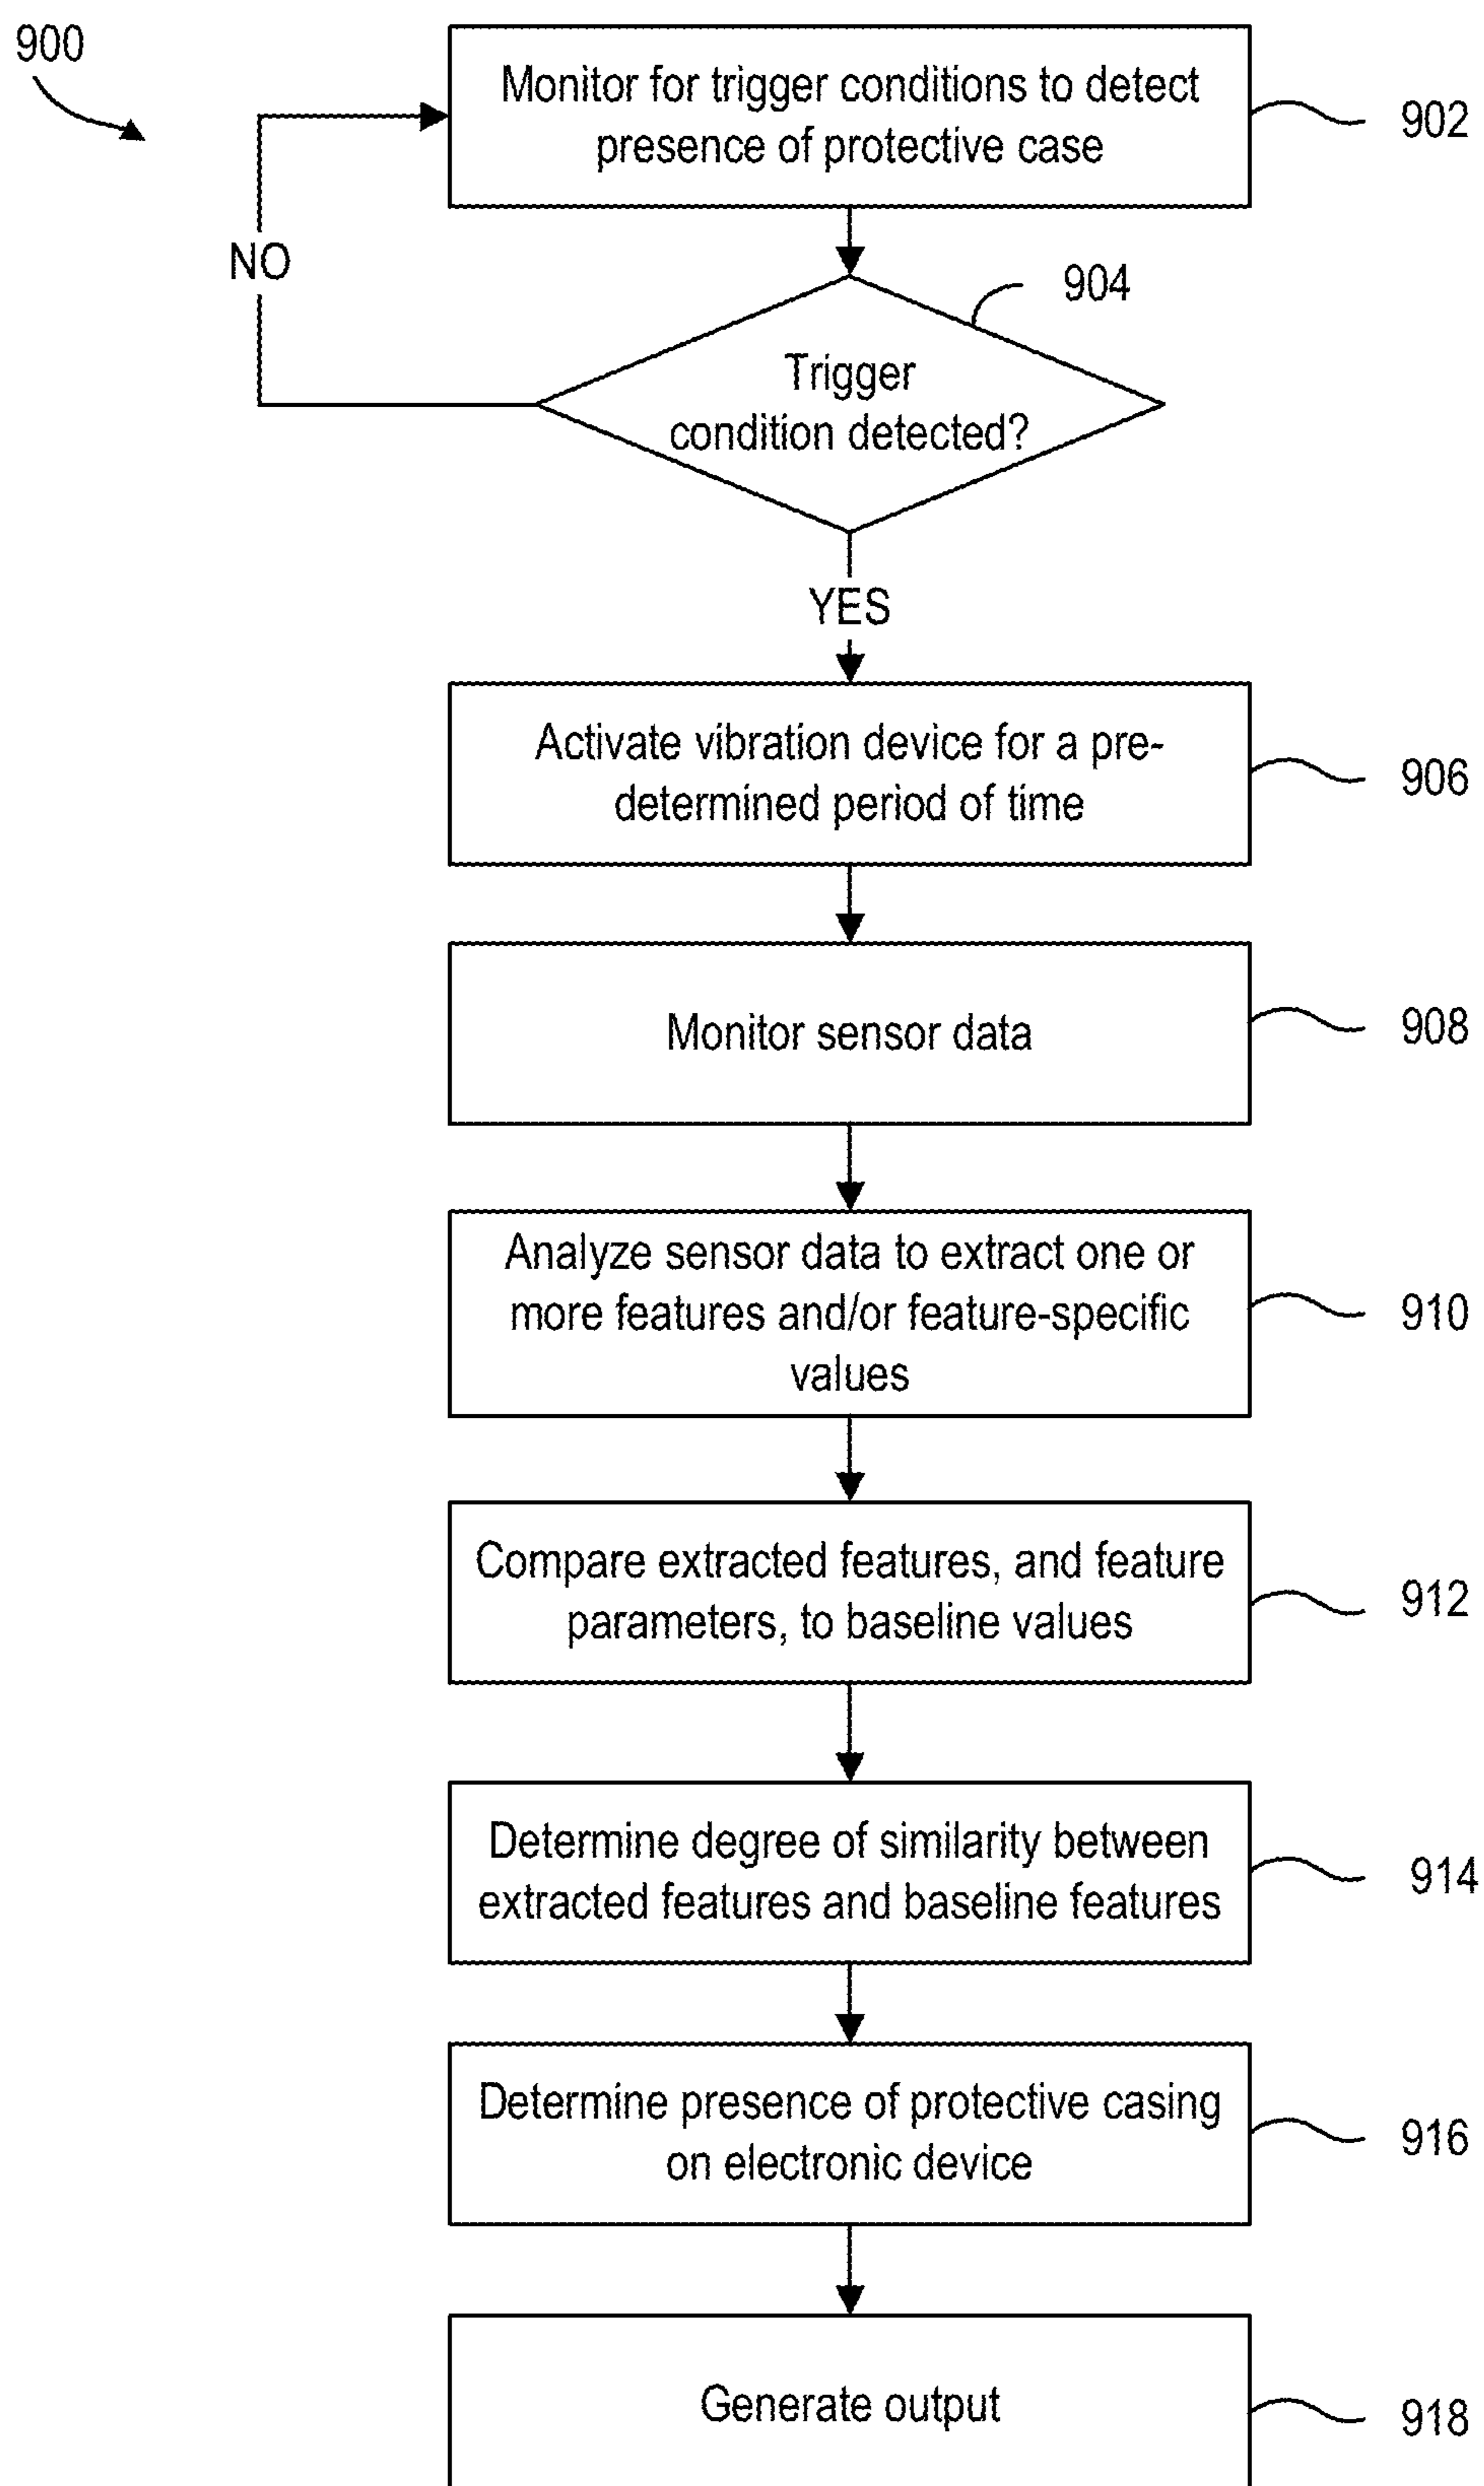 900
Monitor for trigger conditions to detect
presence of protective case
902
NO
904
Trigger
condition detected?
YES
Activate vibration device for a pre-
determined period of time
906
Monitor sensor data
908
Analyze sensor data to extract one or
more features and/or feature-specific
values
910
Compare extracted features, and feature
parameters, to baseline values
912
Determine degree of similarity between
extracted features and baseline features
914
Determine presence of protective casing
on electronic device
916
Generate output
918